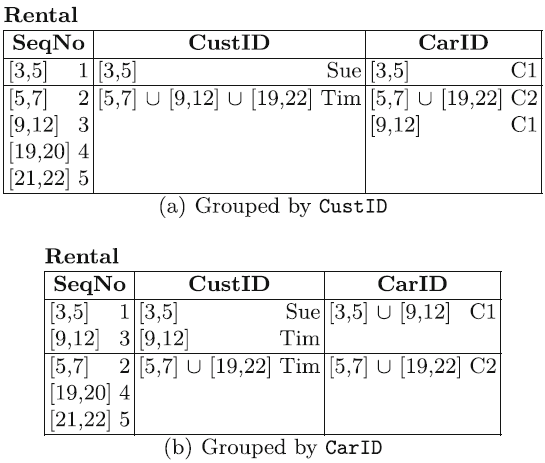 Rental
SeqNo CustID CarID
[3,5] 1 [3,5] Sue [3,5] C1
[5,7] 2 [5,7] ∪ [9,12] ∪ [19,22] Tim [5,7] ∪ [19,22] C2
[9,12] 3 [9,12] C1
[19,20] 4
[21,22] 5
(a) Grouped by CustID
Rental
SeqNo CustID CarID
[3,5] 1 [3,5] Sue [3,5] ∪ [9,12] C1
[9,12] 3 [9,12] Tim
[5,7] 2 [5,7] ∪ [19,22] Tim [5,7] ∪ [19,22] C2
[19,20] 4
[21,22] 5
(b) Grouped by CarID